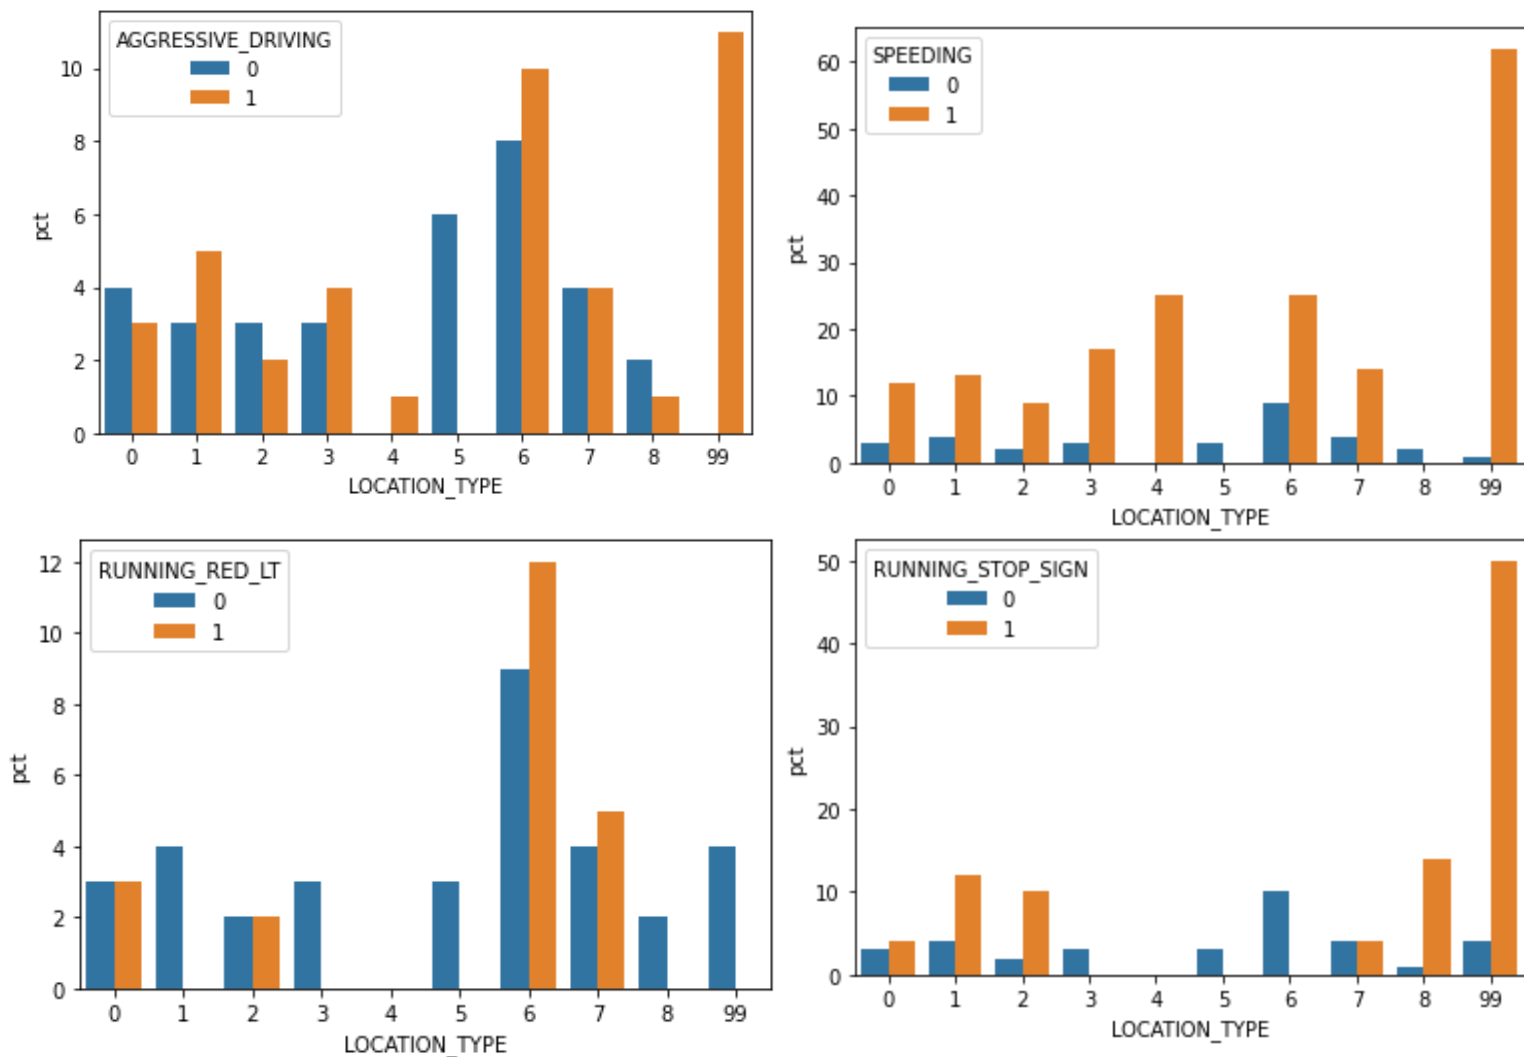 AGGRESSIVE_DRIVING
0
1
10
8
6
4
2
0
pct
0 1 2 3 4 5 6 7 8 99
LOCATION_TYPE
SPEEDING
0
1
60
50
40
30
20
10
0
pct
0 1 2 3 4 5 6 7 8 99
LOCATION_TYPE
RUNNING_RED_LT
0
1
12
10
8
6
4
2
0
pct
0 1 2 3 4 5 6 7 8 99
LOCATION_TYPE
RUNNING_STOP_SIGN
0
1
50
40
30
20
10
0
pct
0 1 2 3 4 5 6 7 8 99
LOCATION_TYPE